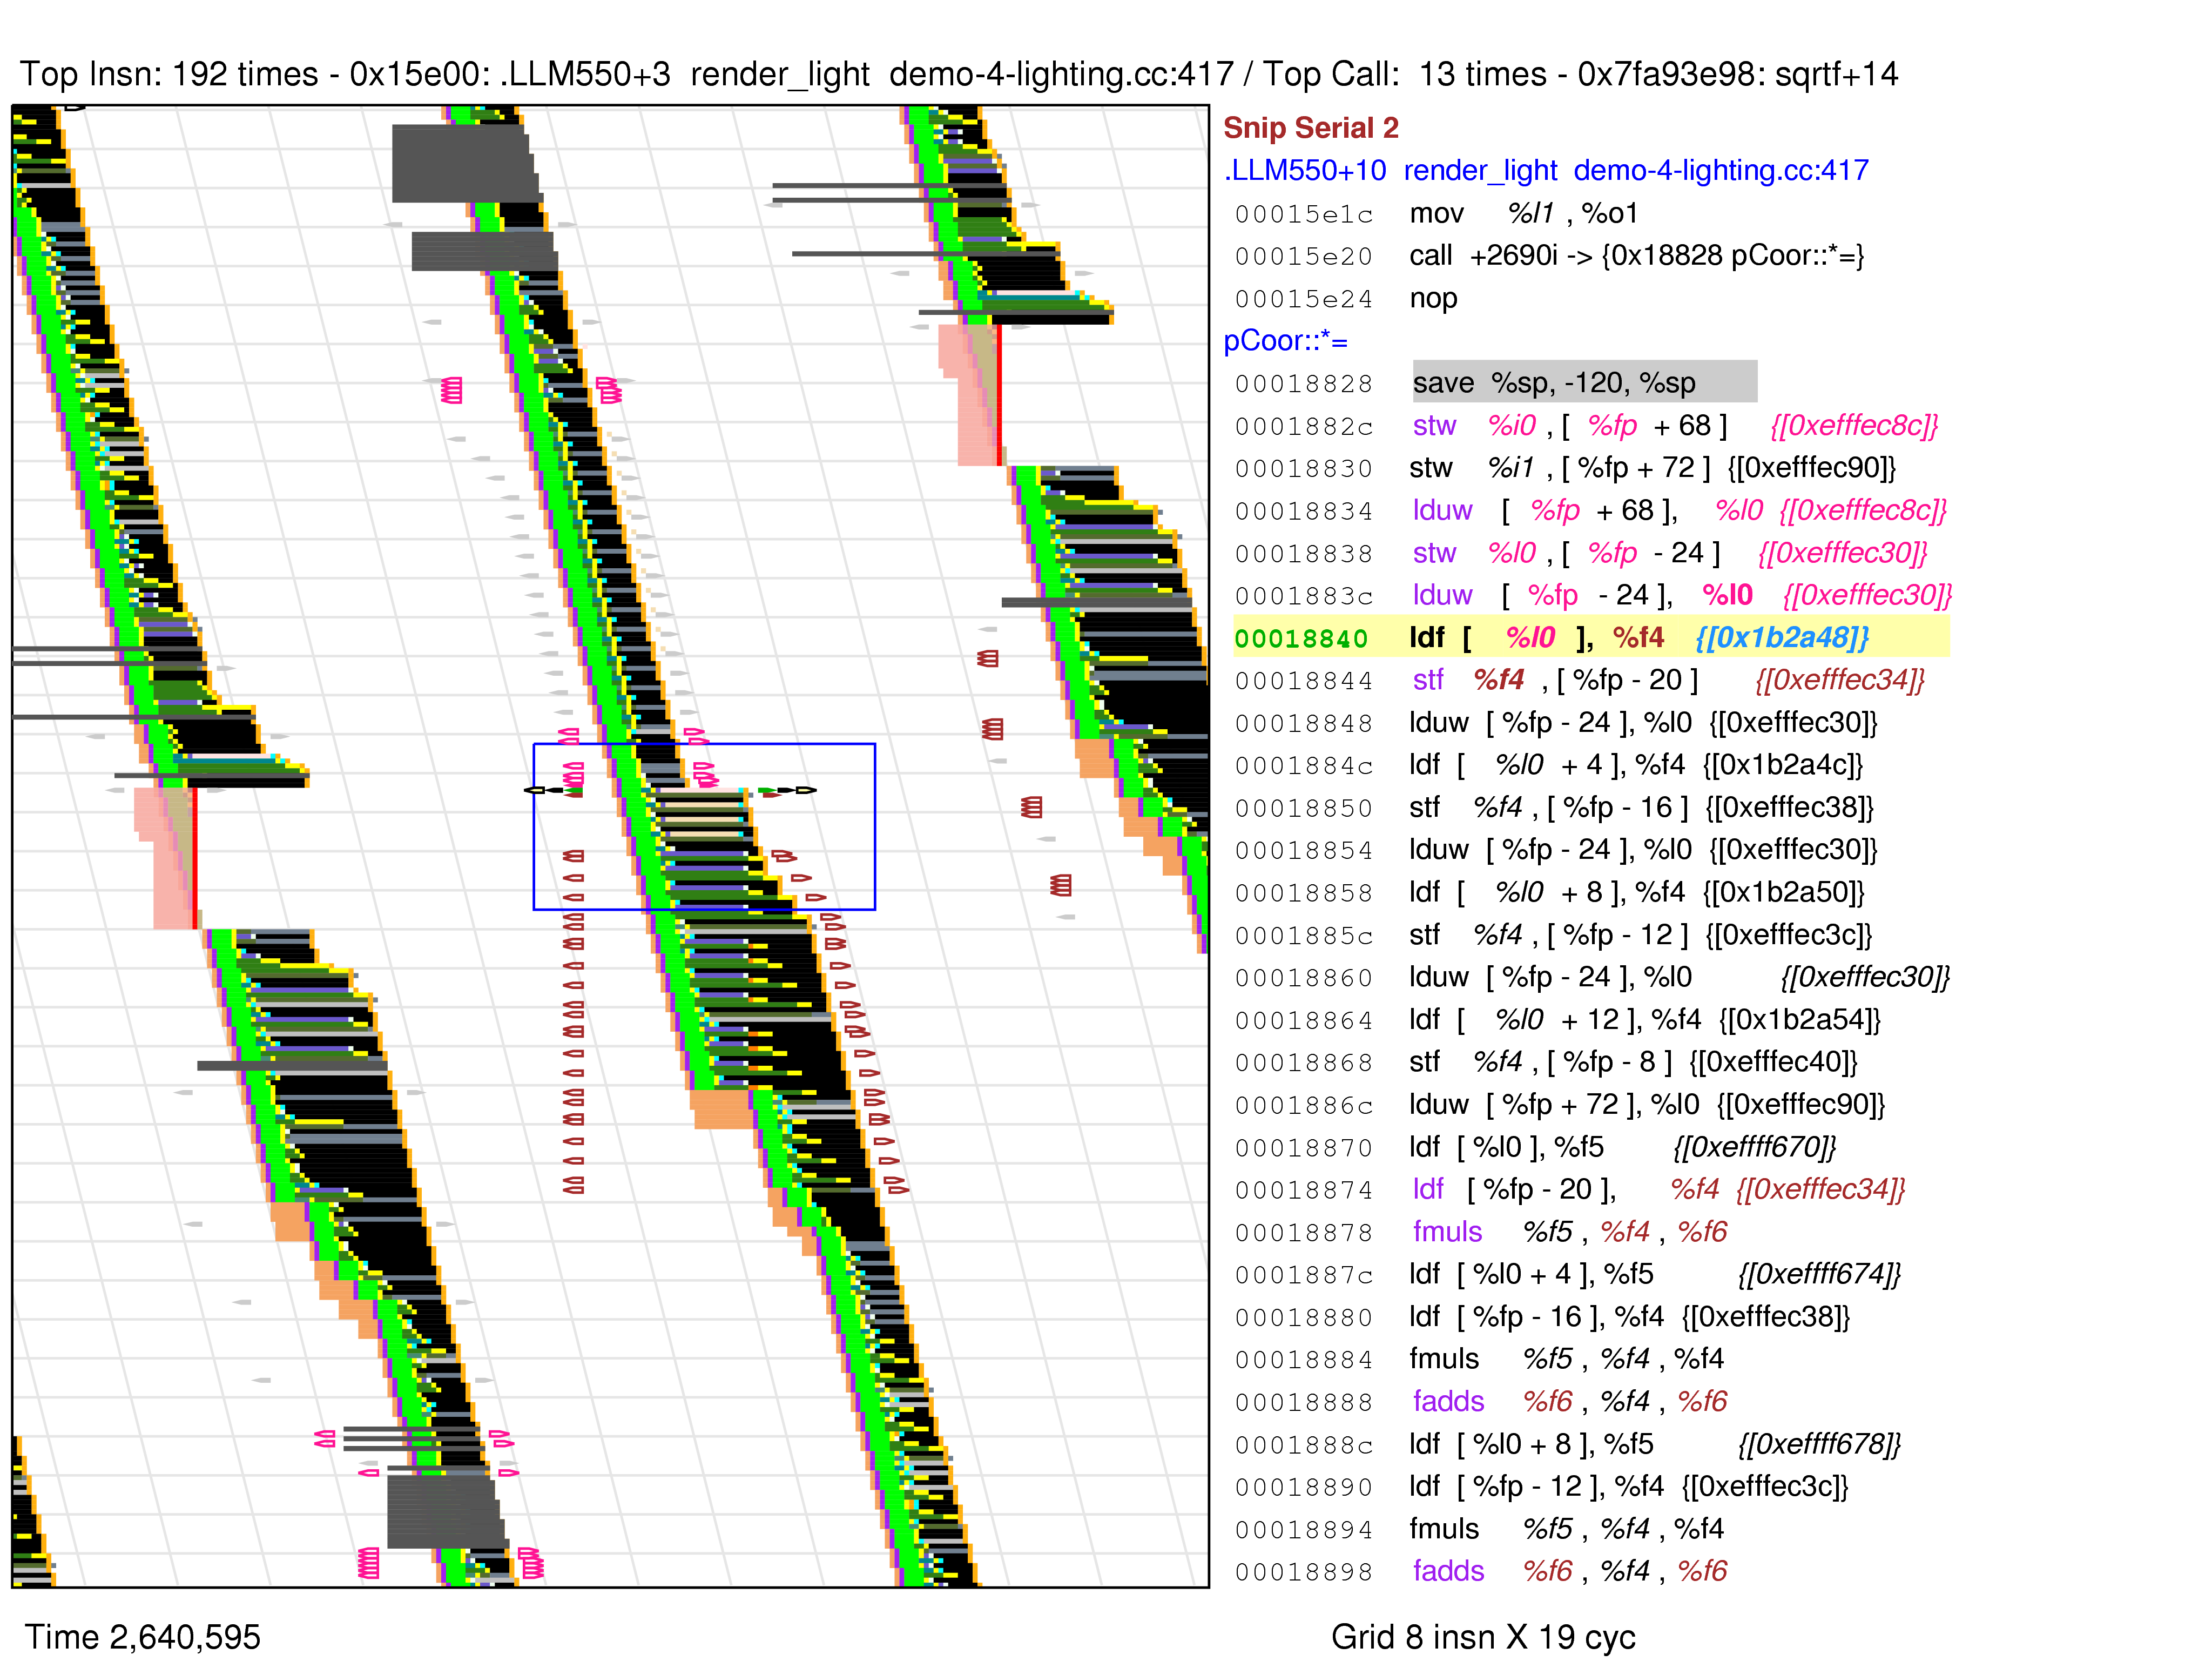 Top Insn: 192 times - 0x15e00: .LLM550+3 render_light demo-4-lighting.cc:417 / Top Call: 13 times - 0x7fa93e98: sqrtf+14
Snip Serial 2
.LLM550+10 render_light demo-4-lighting.cc:417
00015e1c mov %l1 , %o1
00015e20 call +2690i -> {0x18828 pCoor::*=}
00015e24 nop
pCoor::*=
00018828 save %sp, -120, %sp
0001882c stw %i0 , [ %fp + 68 ] {[0xefffec8c]}
00018830 stw %i1 , [ %fp + 72 ] {[0xefffec90]}
00018834 lduw [ %fp + 68 ], %l0 {[0xefffec8c]}
00018838 stw %l0 , [ %fp - 24 ] {[0xefffec30]}
0001883c lduw [ %fp - 24 ], %l0 {[0xefffec30]}
00018840 ldf [ %l0 ], %f4 {[0x1b2a48]}
00018844 stf %f4 , [ %fp - 20 ] {[0xefffec34]}
00018848 lduw [ %fp - 24 ], %l0 {[0xefffec30]}
0001884c ldf [ %l0 + 4 ], %f4 {[0x1b2a4c]}
00018850 stf %f4 , [ %fp - 16 ] {[0xefffec38]}
00018854 lduw [ %fp - 24 ], %l0 {[0xefffec30]}
00018858 ldf [ %l0 + 8 ], %f4 {[0x1b2a50]}
0001885c stf %f4 , [ %fp - 12 ] {[0xefffec3c]}
00018860 lduw [ %fp - 24 ], %l0 {[0xefffec30]}
00018864 ldf [ %l0 + 12 ], %f4 {[0x1b2a54]}
00018868 stf %f4 , [ %fp - 8 ] {[0xefffec40]}
0001886c lduw [ %fp + 72 ], %l0 {[0xefffec90]}
00018870 ldf [ %l0 ], %f5 {[0xeffff670]}
00018874 ldf [ %fp - 20 ], %f4 {[0xefffec34]}
00018878 fmuls %f5 , %f4 , %f6
0001887c ldf [ %l0 + 4 ], %f5 {[0xeffff674]}
00018880 ldf [ %fp - 16 ], %f4 {[0xefffec38]}
00018884 fmuls %f5 , %f4 , %f4
00018888 fadds %f6 , %f4 , %f6
0001888c ldf [ %l0 + 8 ], %f5 {[0xeffff678]}
00018890 ldf [ %fp - 12 ], %f4 {[0xefffec3c]}
00018894 fmuls %f5 , %f4 , %f4
00018898 fadds %f6 , %f4 , %f6
Time 2,640,595
Grid 8 insn X 19 cyc